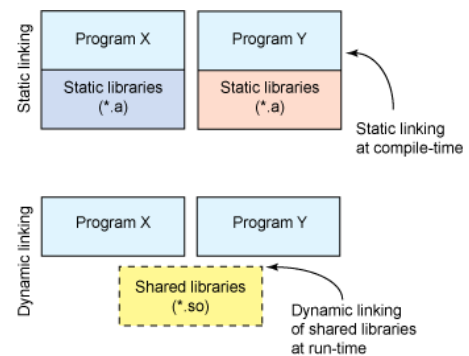 Static linking
Program X
Program Y
Static libraries
(*.a)
Static libraries
(*.a)
Static linking
at compile-time
Dynamic linking
Program X
Program Y
Shared libraries
(*.so)
Dynamic linking
of shared libraries
at run-time